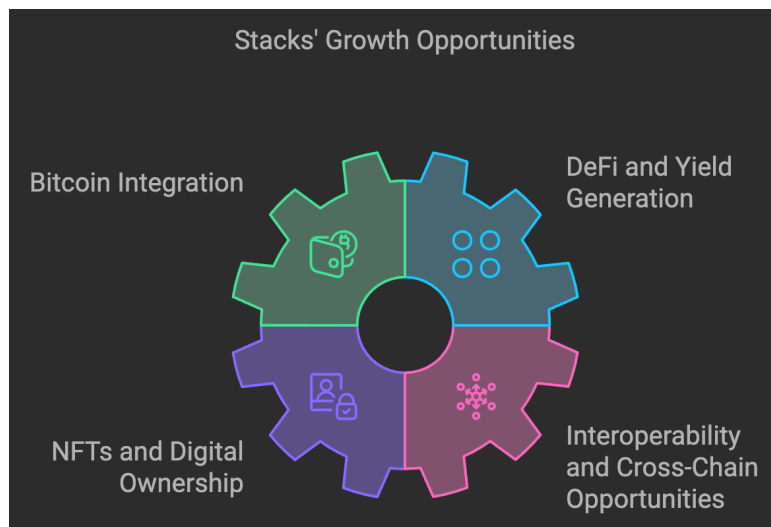 Stacks' Growth Opportunities
Bitcoin Integration
DeFi and Yield
Generation
NFTs and Digital
Ownership
Interoperability
and Cross-Chain
Opportunities